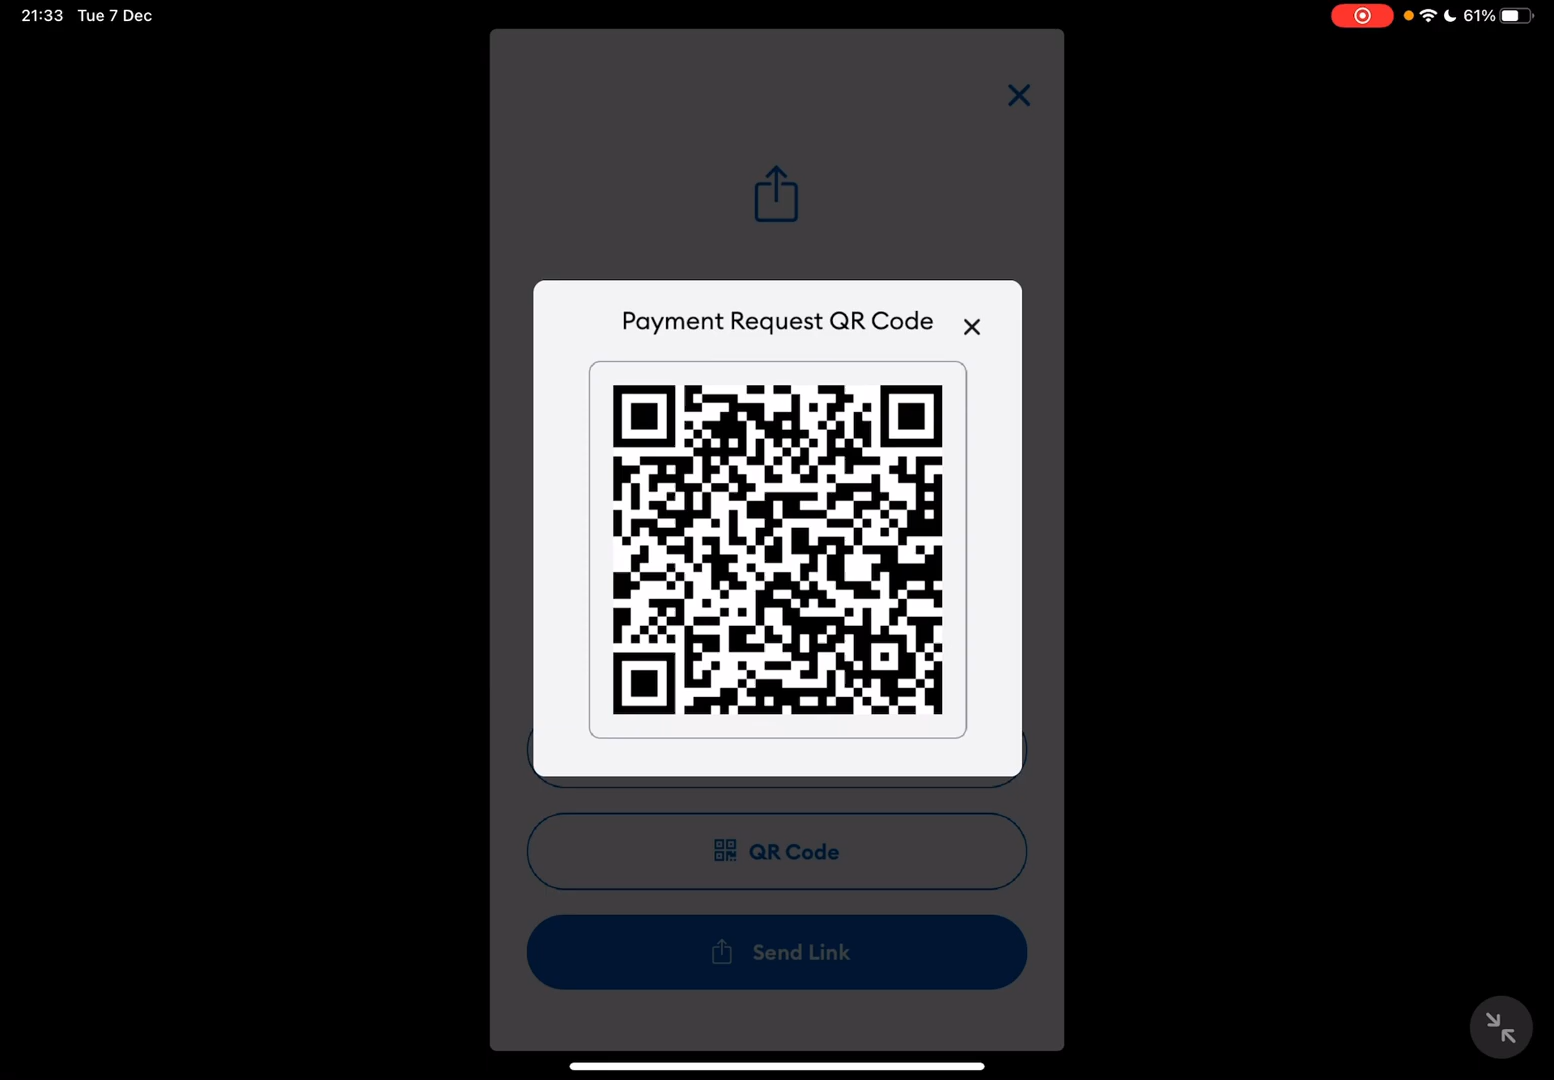 21:33 Tue 7 Dec
61%
Payment Request QR Code
QR Code
Send Link